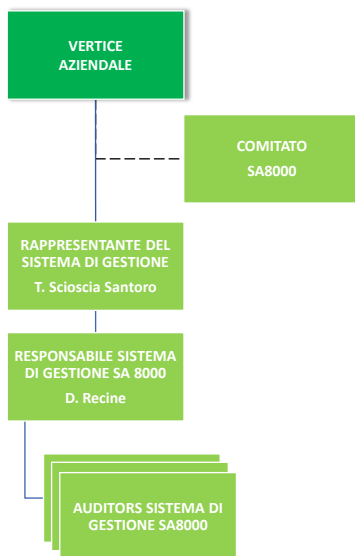 VERTICE
AZIENDALE
COMITATO
SA8000
RAPPRESENTANTE DEL
SISTEMA DI GESTIONE
T. Scioscia Santoro
RESPONSABILE SISTEMA
DI GESTIONE SA 8000
D. Recine
AUDITORS SISTEMA DI
GESTIONE SA8000